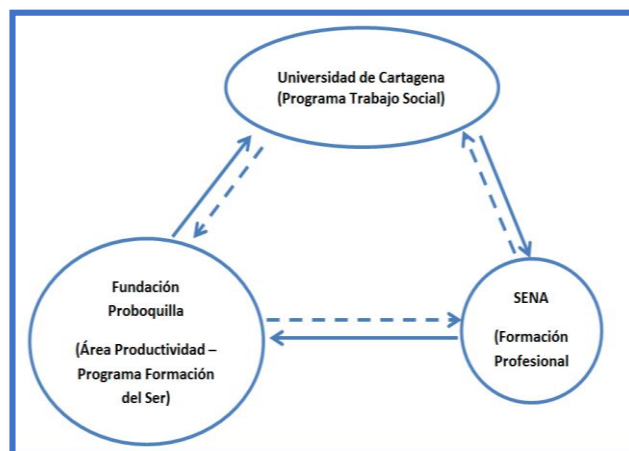 Universidad de Cartagena
(Programa Trabajo Social)
Fundación
Proboquilla
(Área Productividad –
Programa Formación
del Ser)
SENA
(Formación
Profesional